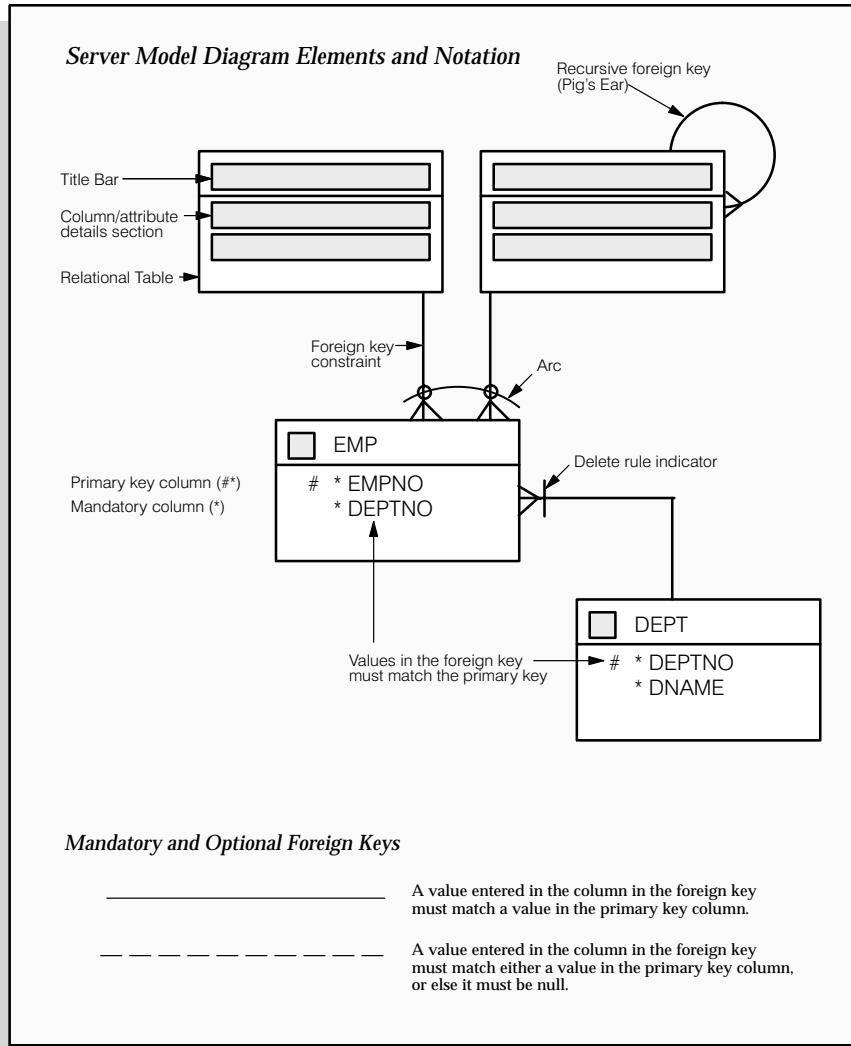 Server Model Diagram Elements and Notation
Recursive foreign key
(Pig's Ear)
Title Bar
Column/attribute
details section
Relational Table
Foreign key
constraint
Arc
EMP
Delete rule indicator
Primary key column (#*)
Mandatory column (*)
# * EMPNO
* DEPTNO
DEPT
Values in the foreign key
must match the primary key
# * DEPTNO
* DNAME
Mandatory and Optional Foreign Keys
A value entered in the column in the foreign key
must match a value in the primary key column.
A value entered in the column in the foreign key
must match either a value in the primary key column,
or else it must be null.